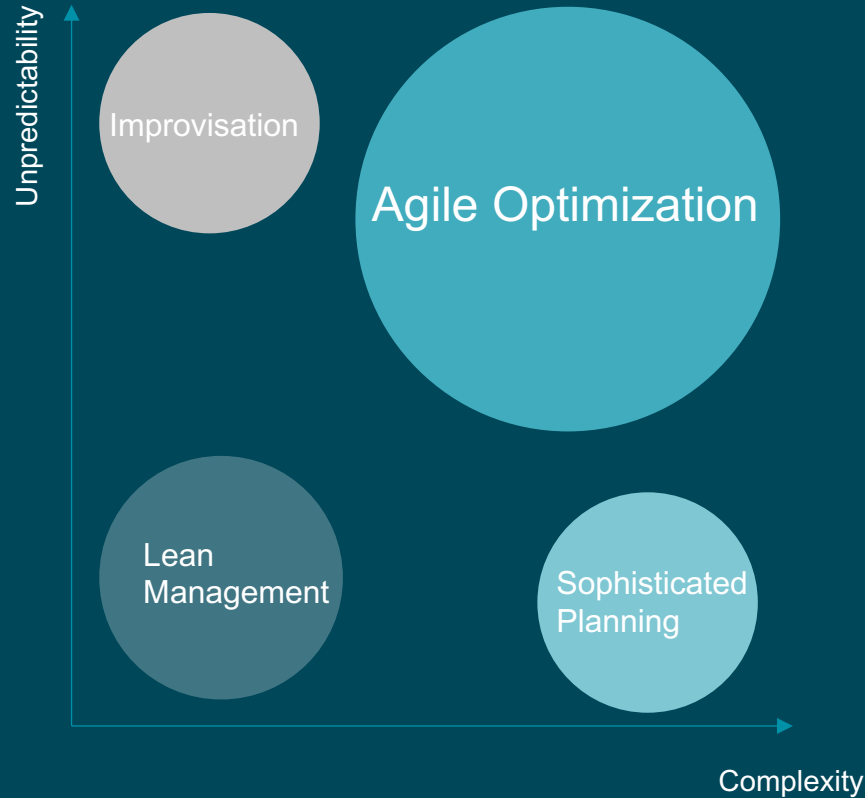 Unpredictability
Improvisation
Agile Optimization
Lean
Management
Sophisticated
Planning
Complexity